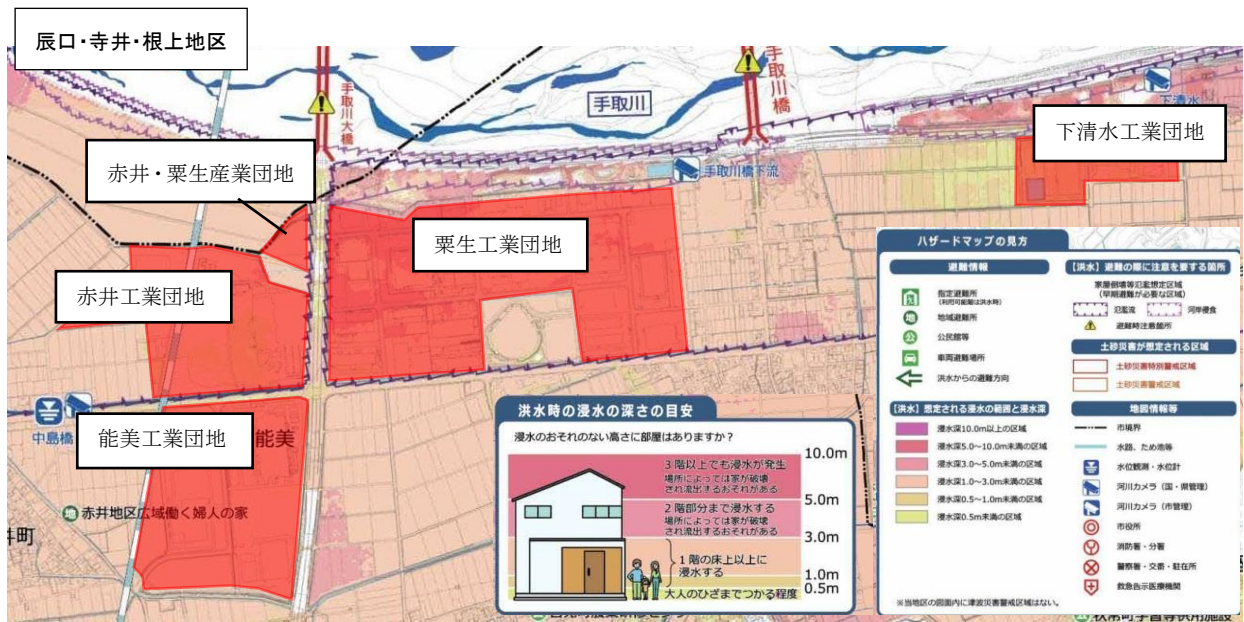 辰口・寺井・根上地区
手取川大橋
手取川
手取川橋
下清水
下清水工業団地
赤井・粟生産業団地
手取川橋下流
粟生工業団地
赤井工業団地
中島橋
能美工業団地
能美
赤井地区広域働く婦人の家
井町
洪水時の浸水の深さの目安
浸水のおそれのない高さに部屋はありますか？
10.0m
3階以上でも浸水が発生
場所によっては家が破壊
され流出するおそれがある
5.0m
2階部分まで浸水する
場所によっては家が破壊
され流出するおそれがある
3.0m
1階の床上以上に
浸水する
1.0m
大人のひざまでつかる程度
0.5m
ハザードマップの見方
避難情報
指定避難所
(利用可能階は洪水時)
地 地域避難所
公 公民館等
車両避難場所
洪水からの避難方向
【洪水】想定される浸水の範囲と浸水深
浸水深10.0m以上の区域
浸水深5.0～10.0m未満の区域
浸水深3.0～5.0m未満の区域
浸水深1.0～3.0m未満の区域
浸水深0.5～1.0m未満の区域
浸水深0.5m未満の区域
【洪水】避難の際に注意を要する箇所
家屋倒壊等氾濫想定区域
(早期避難が必要な区域)
氾濫流 河岸侵食
避難時注意箇所
土砂災害が想定される区域
土砂災害特別警戒区域
土砂災害警戒区域
地図情報等
市境界
水路、ため池等
水位観測・水位計
河川カメラ（国・県管理）
河川カメラ（市管理）
市役所
消防署・分署
警察署・交番・駐在所
救急告示医療機関
※当地区の図面内に津波災害警戒区域はない。